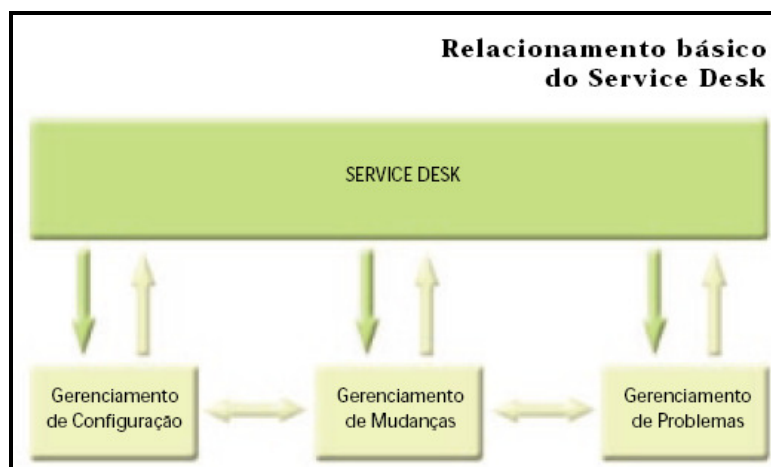 Relacionamento básico
do Service Desk
SERVICE DESK
Gerenciamento
de Configuração
Gerenciamento
de Mudanças
Gerenciamento
de Problemas